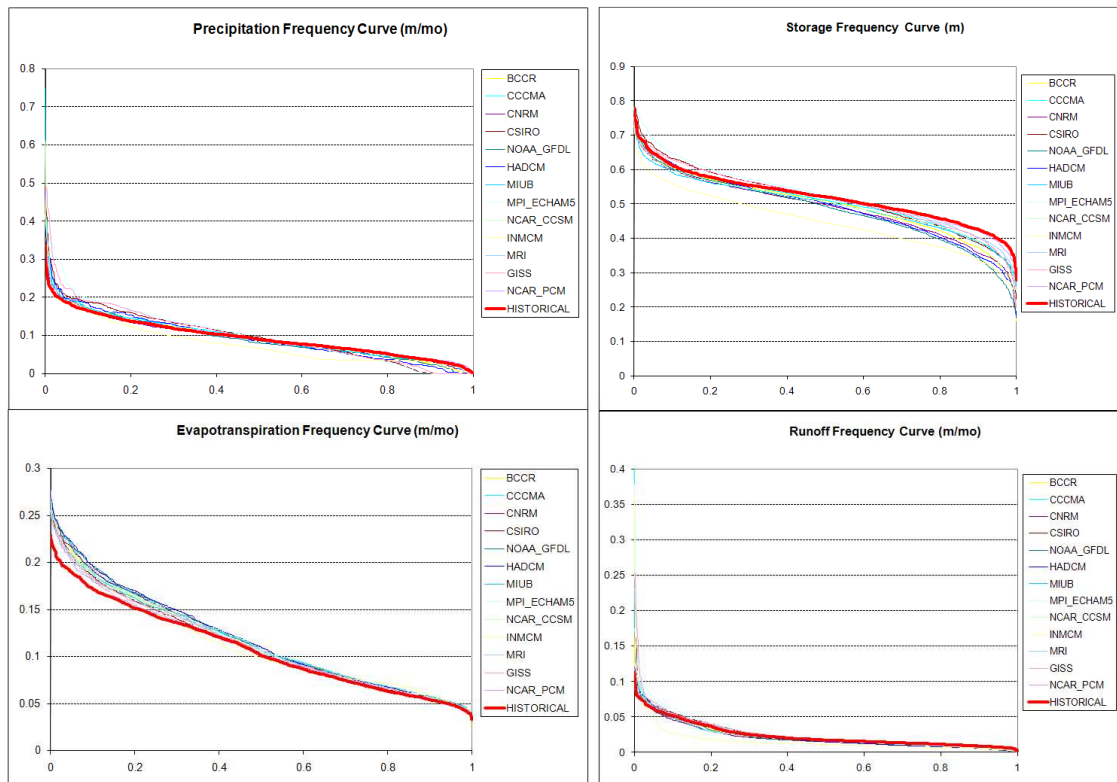 Precipitation Frequency Curve (m/mo)
0.8
0.7
0.6
0.5
0.4
0.3
0.2
0.1
0
0
0.2
0.4
0.6
0.8
1
BCCR
CCCMA
CNRM
CSIRO
NOAA_GFDL
HADCM
MIUB
MPI_ECHAM5
NCAR_CCSM
INMCM
MRI
GISS
NCAR_PCM
HISTORICAL
Storage Frequency Curve (m)
0.9
0.8
0.7
0.6
0.5
0.4
0.3
0.2
0.1
0
0
0.2
0.4
0.6
0.8
1
BCCR
CCCMA
CNRM
CSIRO
NOAA_GFDL
HADCM
MIUB
MPI_ECHAM5
NCAR_CCSM
INMCM
MRI
GISS
NCAR_PCM
HISTORICAL
Evapotranspiration Frequency Curve (m/mo)
0.3
0.25
0.2
0.15
0.1
0.05
0
0
0.2
0.4
0.6
0.8
1
BCCR
CCCMA
CNRM
CSIRO
NOAA_GFDL
HADCM
MIUB
MPI_ECHAM5
NCAR_CCSM
INMCM
MRI
GISS
NCAR_PCM
HISTORICAL
Runoff Frequency Curve (m/mo)
0.4
0.35
0.3
0.25
0.2
0.15
0.1
0.05
0
0
0.2
0.4
0.6
0.8
1
BCCR
CCCMA
CNRM
CSIRO
NOAA_GFDL
HADCM
MIUB
MPI_ECHAM5
NCAR_CCSM
INMCM
MRI
GISS
NCAR_PCM
HISTORICAL